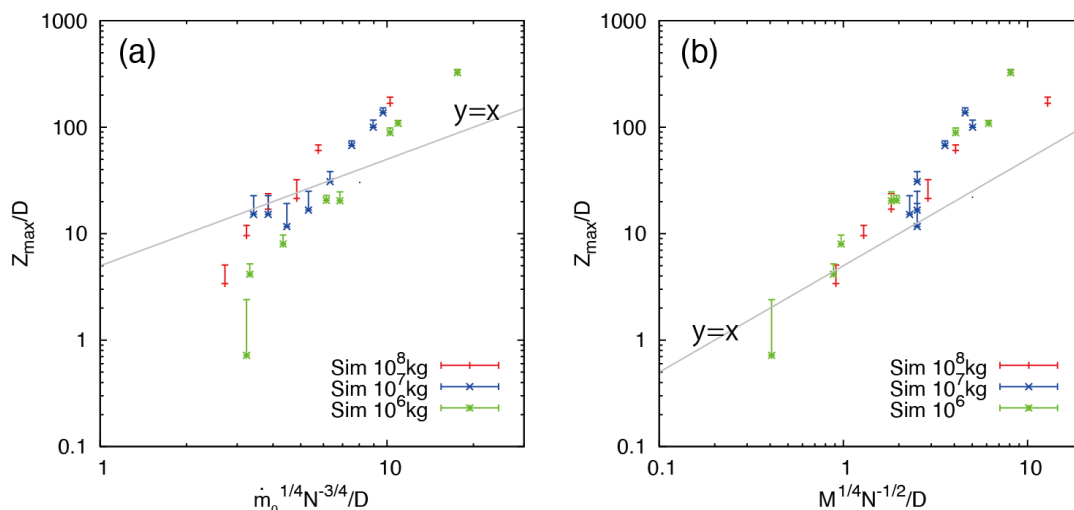 (a)
1000
100
10
1
0.1
Z_max/D
y=x
Sim 10^8kg
Sim 10^7kg
Sim 10^6kg
1
10
ṁ_0^1/4N^-3/4/D
(b)
1000
100
10
1
0.1
Z_max/D
y=x
Sim 10^8kg
Sim 10^7kg
Sim 10^6
0.1
1
10
M^1/4N^-1/2/D